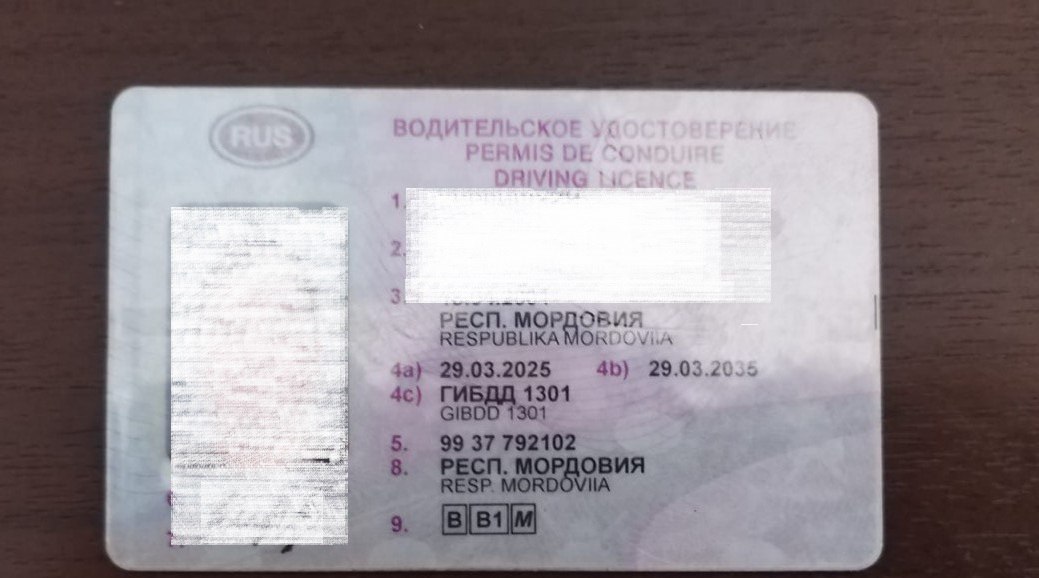 RUS
ВОДИТЕЛЬСКОЕ УДОСТОВЕРЕНИЕ
PERMIS DE CONDUIRE
DRIVING LICENCE
1.
2.
3
РЕСП. МОРДОВИЯ
RESPUBLIKA MORDOVIIA
4a) 29.03.2025 4b) 29.03.2035
4c) ГИБДД 1301
GIBDD 1301
5. 99 37 792102
8. РЕСП. МОРДОВИЯ
RESP. MORDOVIIA
9. B B1 M